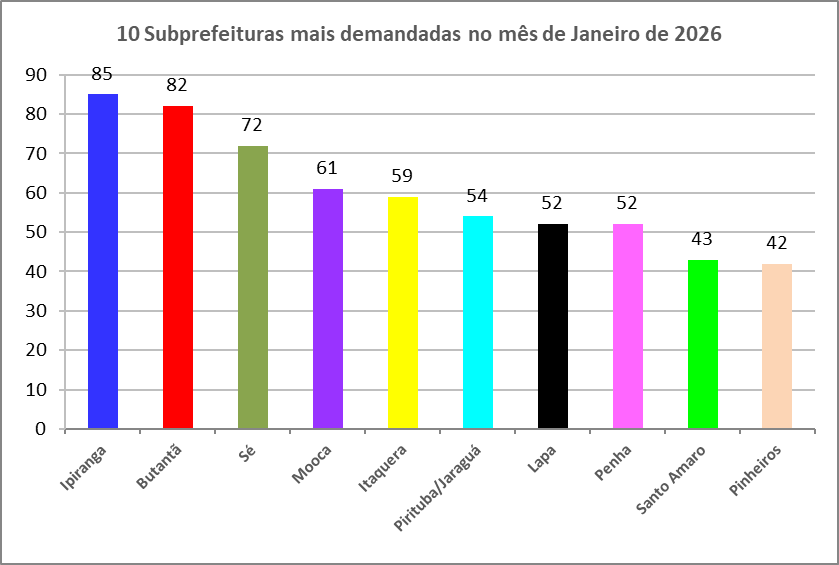 10 Subprefeituras mais demandadas no mês de Janeiro de 2026
90
80
70
60
50
40
30
20
10
0
85
82
72
61
59
54
52
52
43
42
Ipiranga
Butantã
Sé
Mooca
Itaquera
Pirituba/Jaraguá
Lapa
Penha
Santo Amaro
Pinheiros